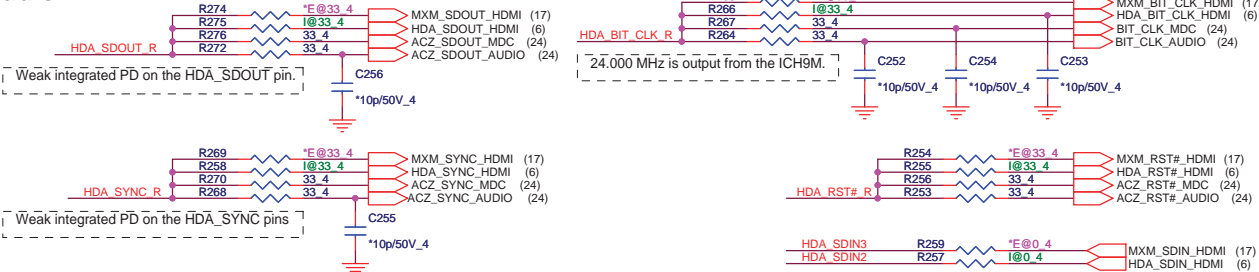 R274 *E@33_4 MXM_SDOUT_HDMI (17)
R275 I@33_4 HDA_SDOUT_HDMI (6)
R276 33_4 ACZ_SDOUT_MDC (24)
HDA_SDOUT_R R272 33_4 ACZ_SDOUT_AUDIO (24)
Weak integrated PD on the HDA_SDOUT pin.
C256
*10p/50V_4
MXM_BIT_CLK_HDMI (17)
R266 I@33_4 HDA_BIT_CLK_HDMI (6)
R267 33_4 BIT_CLK_MDC (24)
HDA_BIT_CLK_R R264 33_4 BIT_CLK_AUDIO (24)
24.000 MHz is output from the ICH9M.
C252 C254 C253
*10p/50V_4 *10p/50V_4 *10p/50V_4
R269 *E@33_4 MXM_SYNC_HDMI (17)
R258 I@33_4 HDA_SYNC_HDMI (6)
R270 33_4 ACZ_SYNC_MDC (24)
HDA_SYNC_R R268 33_4 ACZ_SYNC_AUDIO (24)
Weak integrated PD on the HDA_SYNC pins
C255
*10p/50V_4
R254 *E@33_4 MXM_RST#_HDMI (17)
R255 I@33_4 HDA_RST#_HDMI (6)
R256 33_4 ACZ_RST#_MDC (24)
HDA_RST#_R R253 33_4 ACZ_RST#_AUDIO (24)
HDA_SDIN3 R259 *E@0_4 MXM_SDIN_HDMI (17)
HDA_SDIN2 R257 I@0_4 HDA_SDIN_HDMI (6)